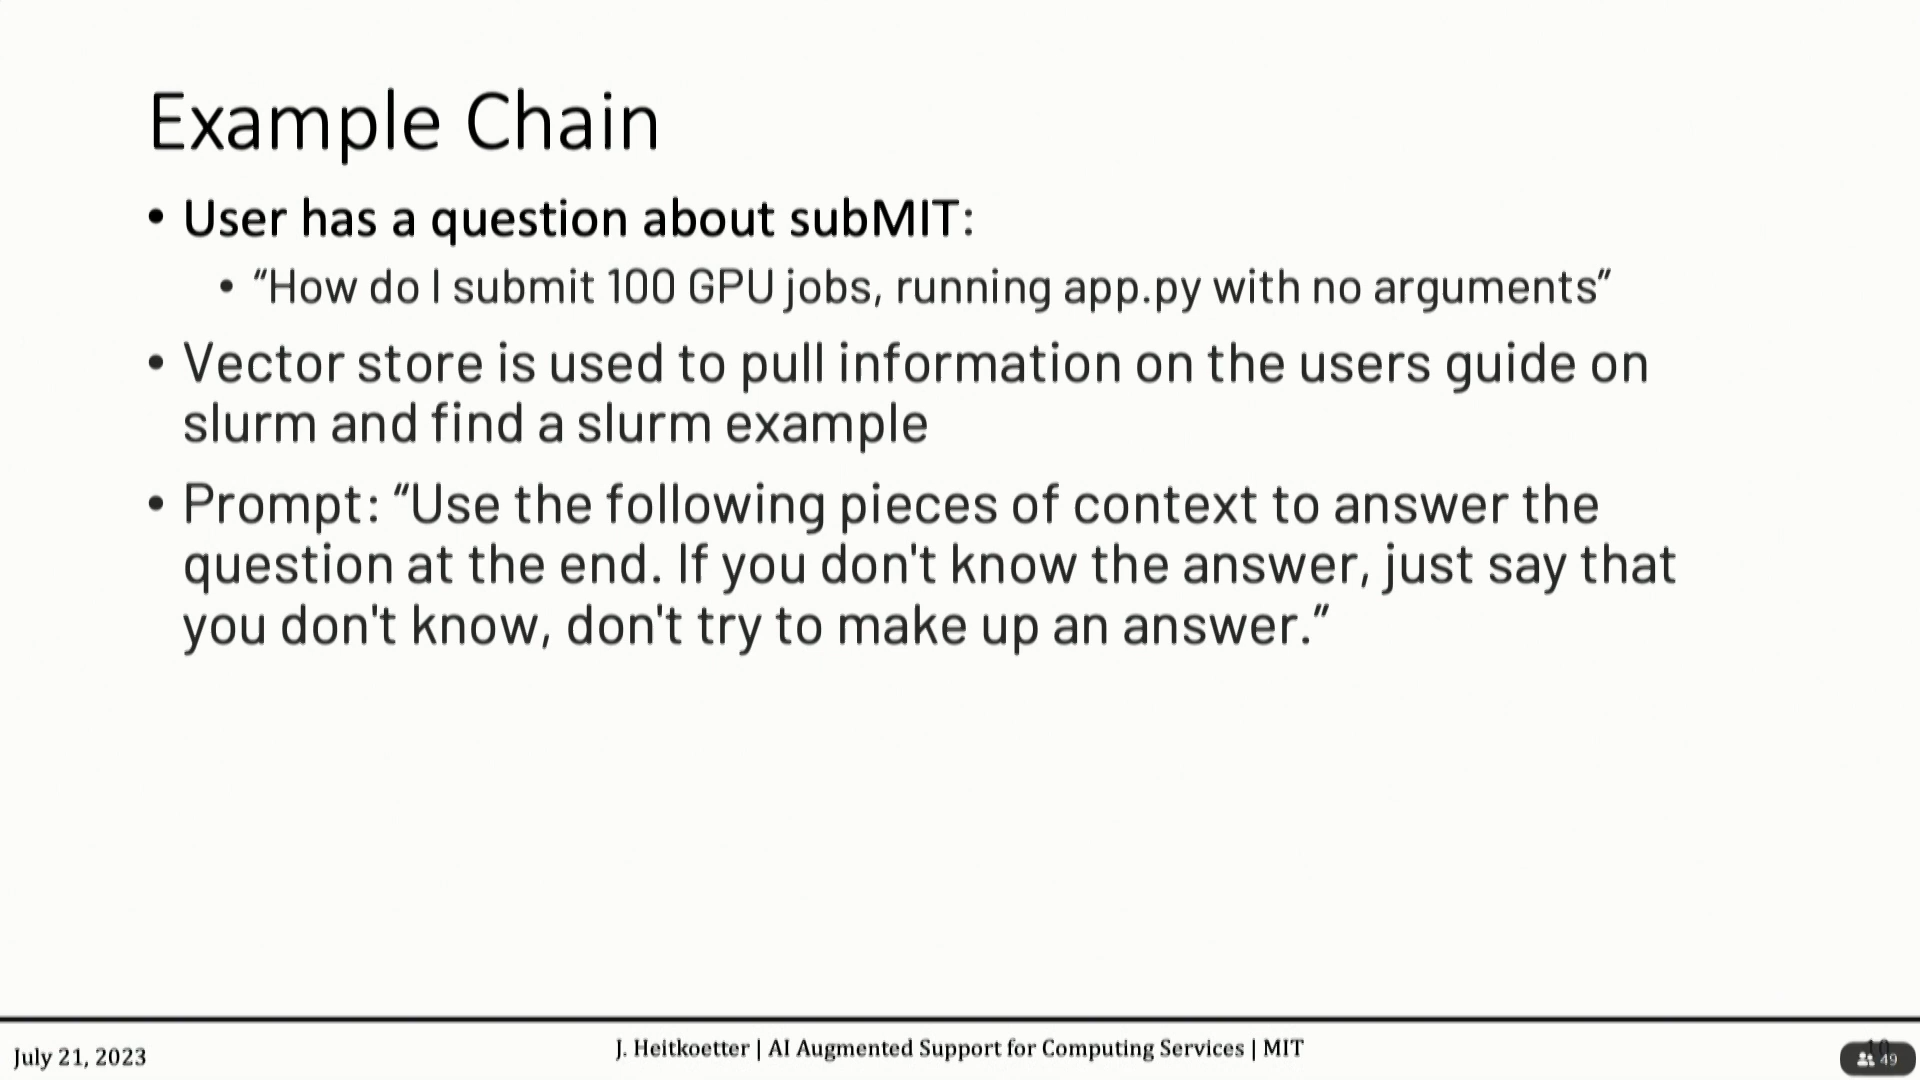 Example Chain
• User has a question about subMIT:
• “How do I submit 100 GPU jobs, running app.py with no arguments”
• Vector store is used to pull information on the users guide on
slurm and find a slurm example
• Prompt: “Use the following pieces of context to answer the
question at the end. If you don't know the answer, just say that
you don't know, don't try to make up an answer.”
July 21, 2023
J. Heitkoetter | AI Augmented Support for Computing Services | MIT
49